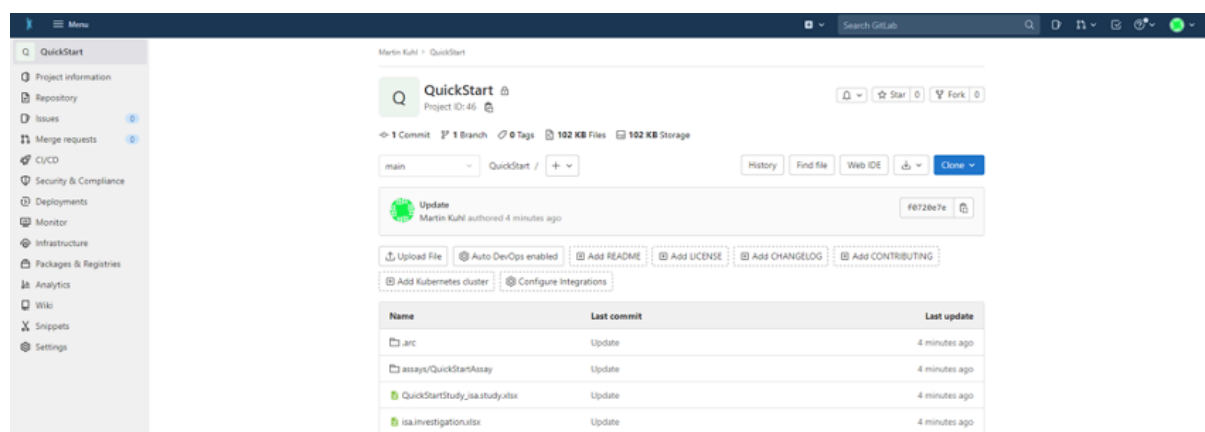 Menu
Search GitLab
Q QuickStart
Project information
Repository
Issues 0
Merge requests 0
CI/CD
Security & Compliance
Deployments
Monitor
Infrastructure
Packages & Registries
Analytics
Wiki
Snippets
Settings
Martin Kuhl > QuickStart
Q
QuickStart
Project ID: 46
Star 0 Fork 0
1 Commit 1 Branch 0 Tags 102 KB Files 102 KB Storage
main QuickStart / + History Find file Web IDE Clone
Update
Martin Kuhl authored 4 minutes ago
f0720e7e
Upload File Auto DevOps enabled Add README Add LICENSE Add CHANGELOG Add CONTRIBUTING
Add Kubernetes cluster Configure Integrations
Name Last commit Last update
.arc Update 4 minutes ago
assays/QuickStartAssay Update 4 minutes ago
QuickStartStudy_isa.study.xlsx Update 4 minutes ago
isa.investigation.xlsx Update 4 minutes ago